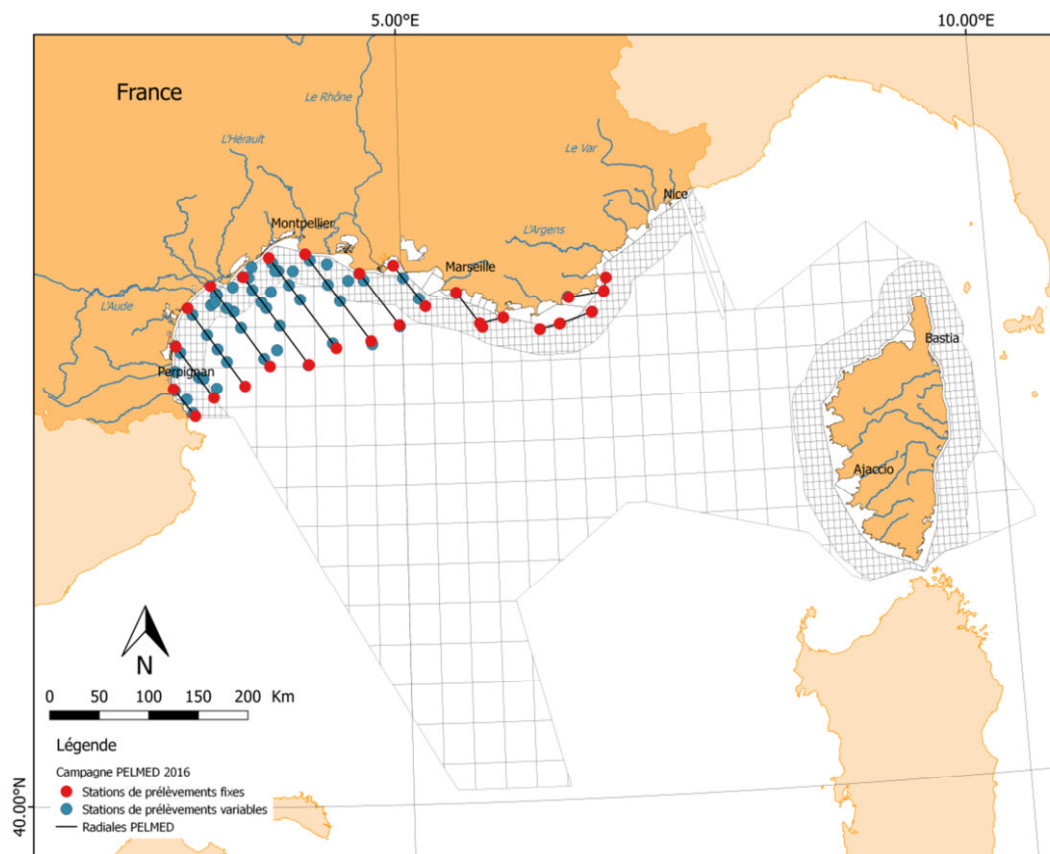 5.00°E
10.00°E
France
Le Rhône
L'Hérault
Le Var
Nice
Montpellier
L'Argens
Marseille
L'Aude
Perpignan
Bastia
Ajaccio
N
0 50 100 150 200 Km
Légende
Campagne PELMED 2016
Stations de prélèvements fixes
Stations de prélèvements variables
Radiales PELMED
40.00°N